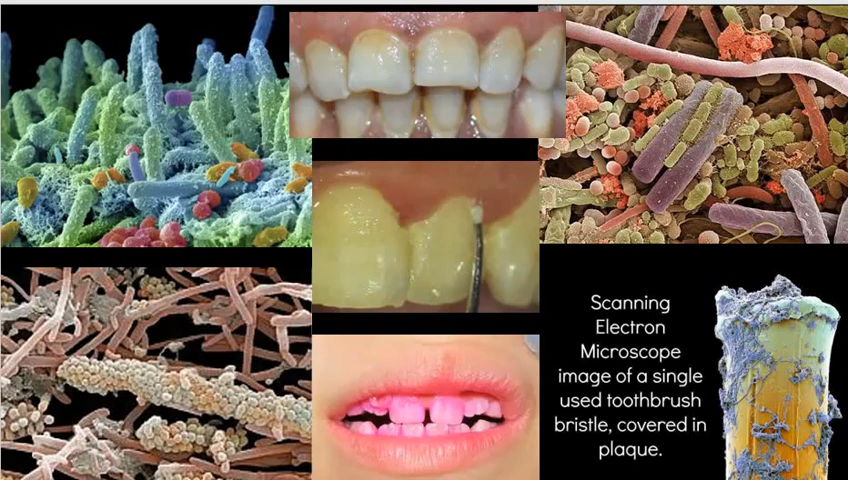 Scanning
Electron
Microscope
image of a single
used toothbrush
bristle, covered in
plaque.